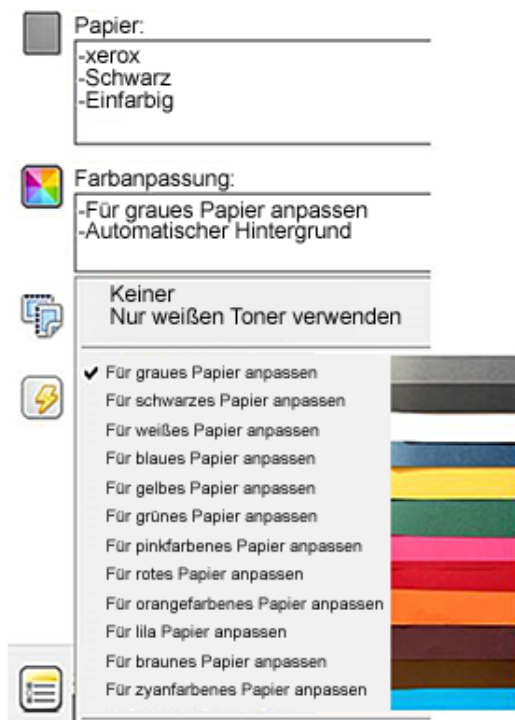 Papier:
-xerox
-Schwarz
-Einfarbig
Farbanpassung:
-Für graues Papier anpassen
-Automatischer Hintergrund
Keiner
Nur weißen Toner verwenden
Für graues Papier anpassen
Für schwarzes Papier anpassen
Für weißes Papier anpassen
Für blaues Papier anpassen
Für gelbes Papier anpassen
Für grünes Papier anpassen
Für pinkfarbenes Papier anpassen
Für rotes Papier anpassen
Für orangefarbenes Papier anpassen
Für lila Papier anpassen
Für braunes Papier anpassen
Für zyanfarbenes Papier anpassen